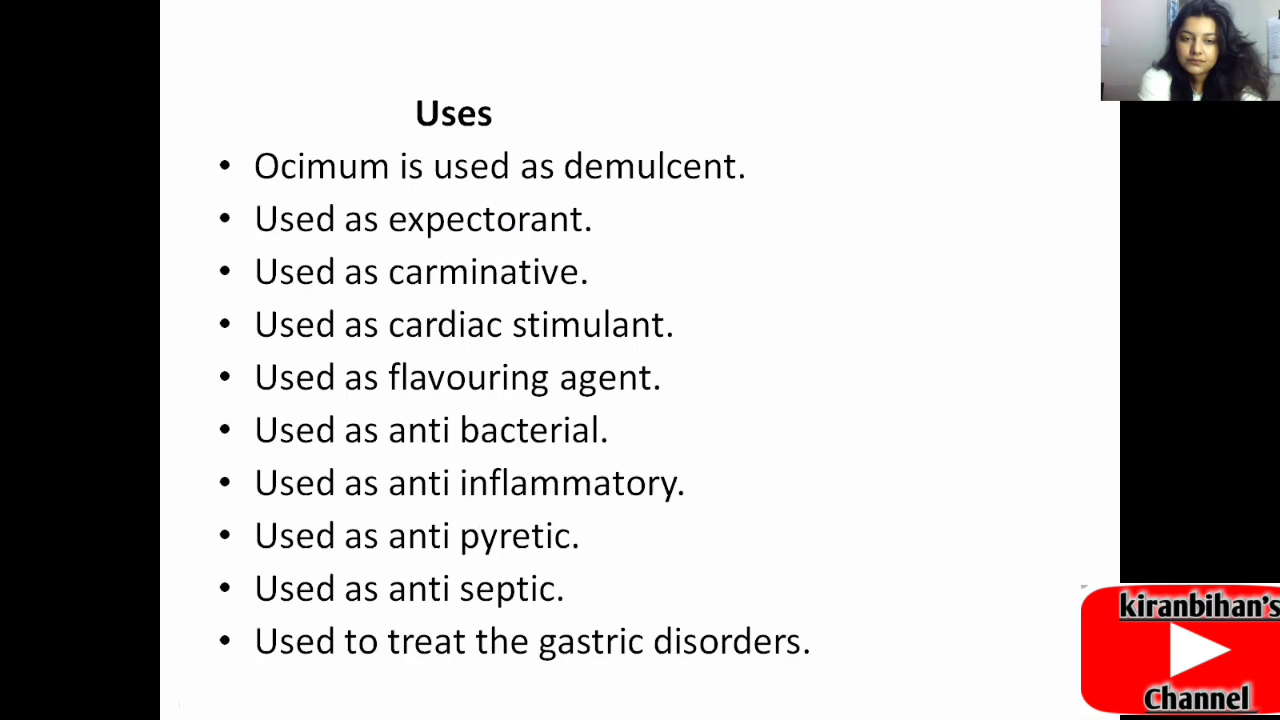 Uses
• Ocimum is used as demulcent.
• Used as expectorant.
• Used as carminative.
• Used as cardiac stimulant.
• Used as flavouring agent.
• Used as anti bacterial.
• Used as anti inflammatory.
• Used as anti pyretic.
• Used as anti septic.
• Used to treat the gastric disorders.
kiranbihan's
Channel